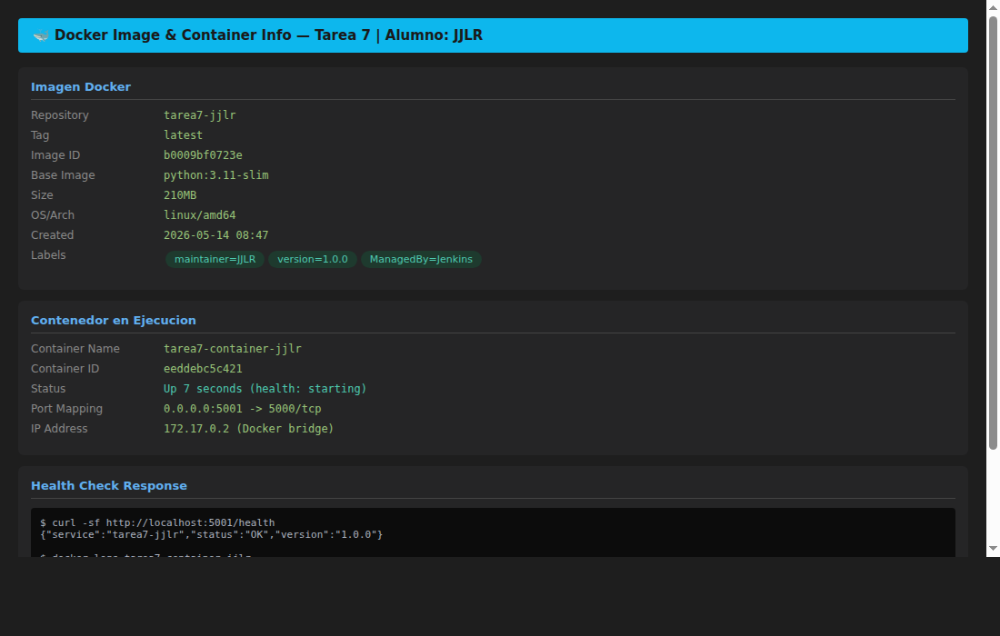 🐳 Docker Image & Container Info — Tarea 7 | Alumno: JJLR
Imagen Docker
Repository tarea7-jjlr
Tag latest
Image ID b0009bf0723e
Base Image python:3.11-slim
Size 210MB
OS/Arch linux/amd64
Created 2026-05-14 08:47
Labels maintainer=JJLR version=1.0.0 ManagedBy=Jenkins
Contenedor en Ejecucion
Container Name tarea7-container-jjlr
Container ID eeddebc5c421
Status Up 7 seconds (health: starting)
Port Mapping 0.0.0.0:5001 -> 5000/tcp
IP Address 172.17.0.2 (Docker bridge)
Health Check Response
$ curl -sf http://localhost:5001/health
{"service":"tarea7-jjlr","status":"OK","version":"1.0.0"}
$ docker logs tarea7-container-jjlr